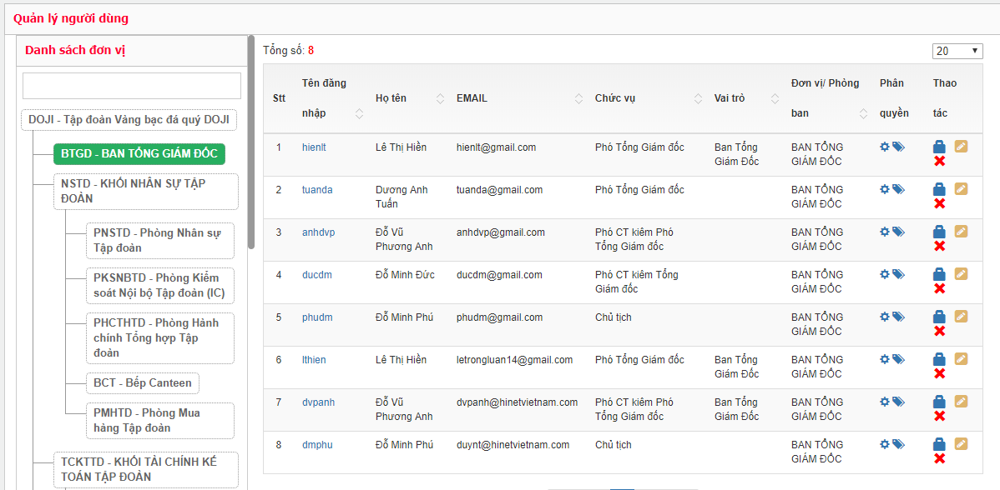 Quản lý người dùng
Danh sách đơn vị
DOJI - Tập đoàn Vàng bạc đá quý DOJI
BTGD - BAN TỔNG GIÁM ĐỐC
NSTD - KHỐI NHÂN SỰ TẬP
ĐOÀN
PNSTD - Phòng Nhân sự
Tập đoàn
PKSNBTD - Phòng Kiểm
soát Nội bộ Tập đoàn (IC)
PHCTHTD - Phòng Hành
chính Tổng hợp Tập
đoàn
BCT - Bếp Canteen
PMHTD - Phòng Mua
hàng Tập đoàn
TCKTTD - KHỐI TÀI CHÍNH KẾ
TOÁN TẬP ĐOÀN
Tổng số: 8
20
Stt
Tên đăng
nhập
Họ tên
EMAIL
Chức vụ
Vai trò
Đơn vị/ Phòng
ban
Phân
quyền
Thao
tác
1 hienlt Lê Thị Hiền hienlt@gmail.com Phó Tổng Giám đốc Ban Tổng BAN TỔNG
Giám Đốc GIÁM ĐỐC
2 tuanda Dương Anh tuanda@gmail.com Phó Tổng Giám đốc BAN TỔNG
Tuấn GIÁM ĐỐC
3 anhdvp Đỗ Vũ anhdvp@gmail.com Phó CT kiêm Phó BAN TỔNG
Phương Anh Tổng Giám đốc GIÁM ĐỐC
4 ducdm Đỗ Minh Đức ducdm@gmail.com Phó CT kiêm Tổng BAN TỔNG
Giám đốc GIÁM ĐỐC
5 phudm Đỗ Minh Phú phudm@gmail.com Chủ tịch BAN TỔNG
GIÁM ĐỐC
6 lthien Lê Thị Hiền letrongluan14@gmail.com Phó Tổng Giám đốc Ban Tổng BAN TỔNG
Giám Đốc GIÁM ĐỐC
7 dvpanh Đỗ Vũ dvpanh@hinetvietnam.com Phó CT kiêm Phó Ban Tổng BAN TỔNG
Phương Anh Tổng Giám đốc Giám Đốc GIÁM ĐỐC
8 dmphu Đỗ Minh Phú duynt@hinetvietnam.com Chủ tịch BAN TỔNG
GIÁM ĐỐC